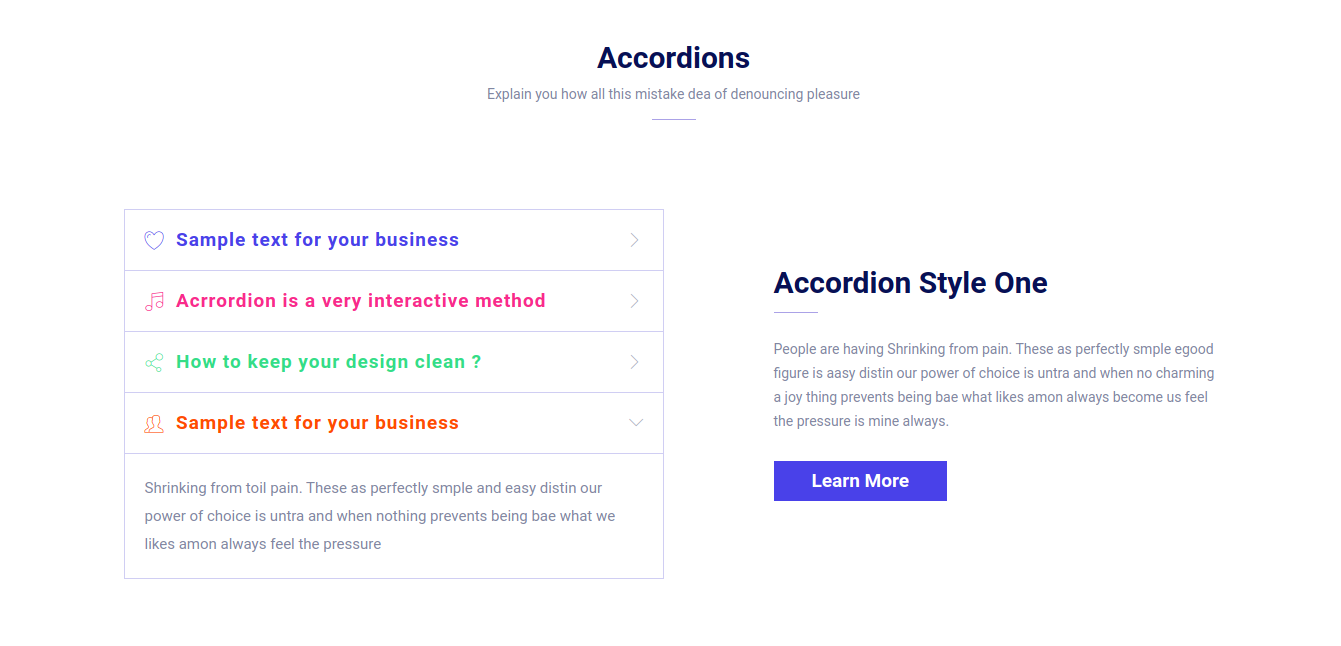 Accordions
Explain you how all this mistake dea of denouncing pleasure
Sample text for your business
Acrrordion is a very interactive method
How to keep your design clean ?
Sample text for your business
Shrinking from toil pain. These as perfectly smple and easy distin our
power of choice is untra and when nothing prevents being bae what we
likes amon always feel the pressure
Accordion Style One
People are having Shrinking from pain. These as perfectly smple egood
figure is aasy distin our power of choice is untra and when no charming
a joy thing prevents being bae what likes amon always become us feel
the pressure is mine always.
Learn More